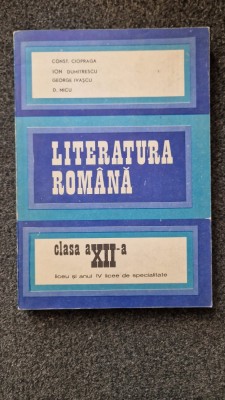 CONST. CIOPRAGA
ION DUMITRESCU
GEORGE IVAȘCU
D. MICU
LITERATURA
ROMÂNĂ
clasa a XII-a
liceu și anul IV licee de specialitate